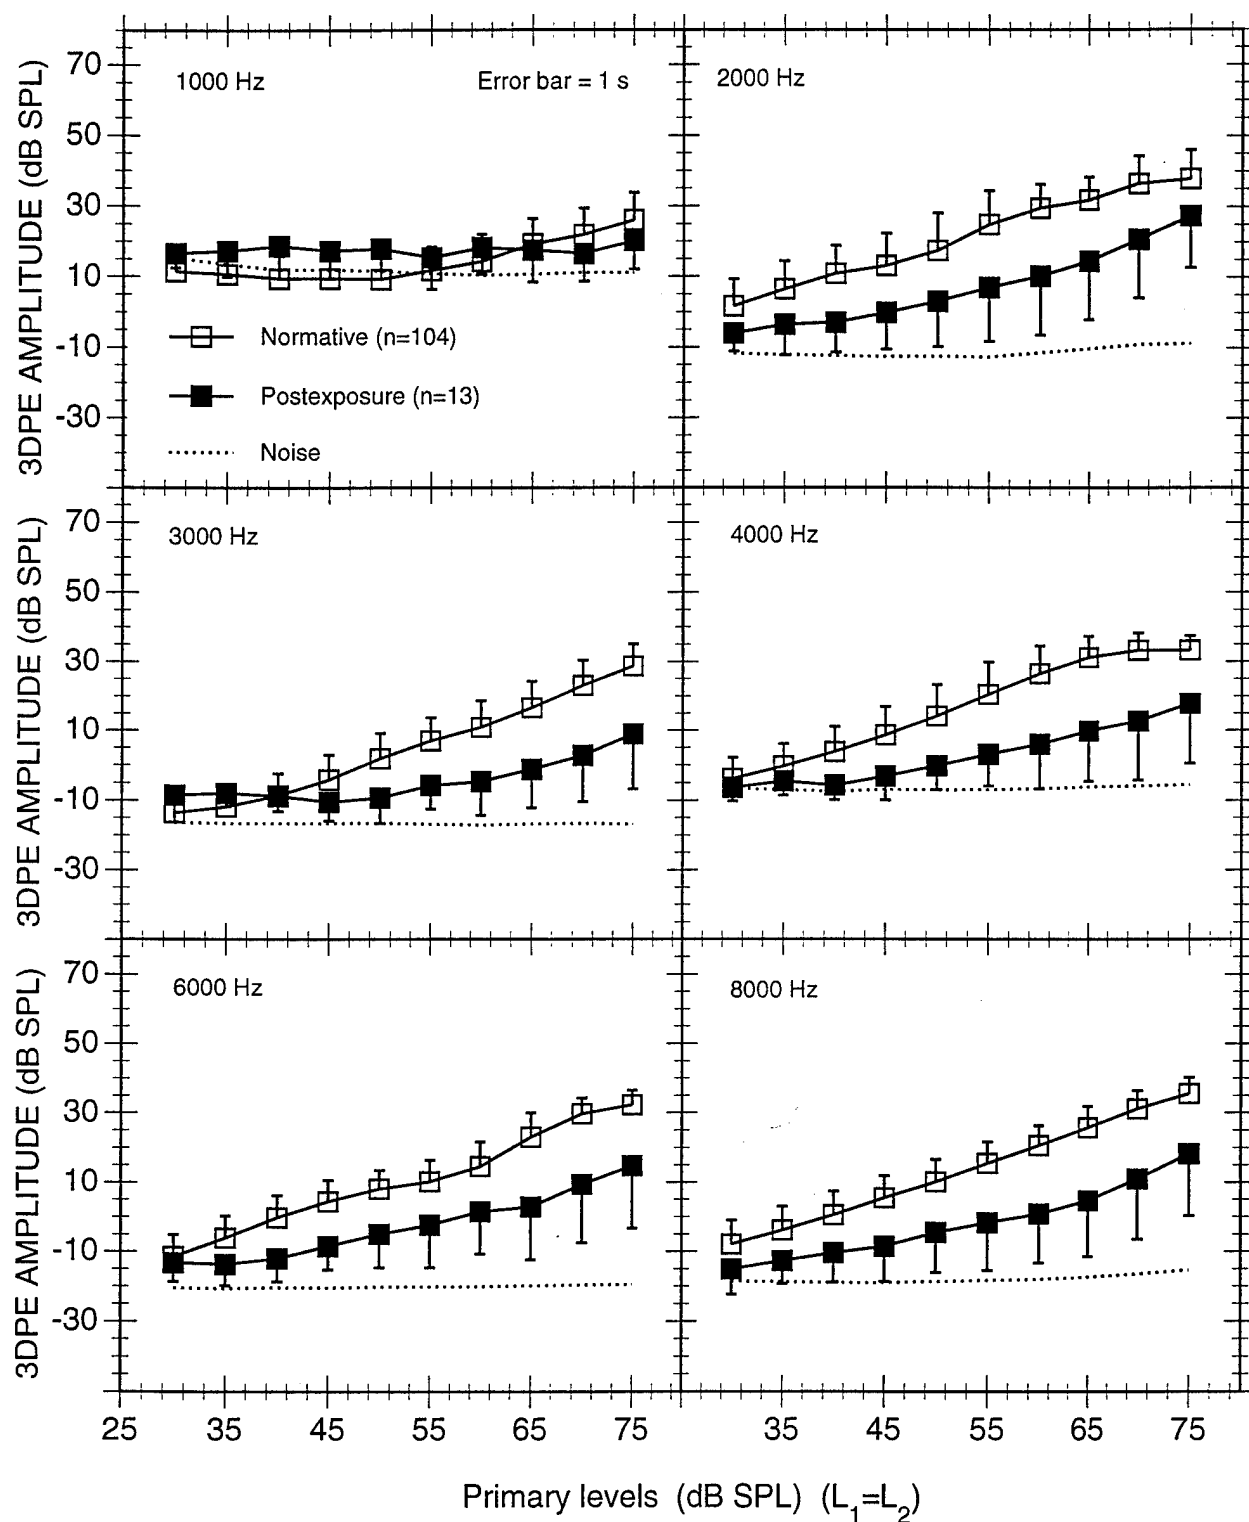 3DPE AMPLITUDE (dB SPL)
70
50
30
10
-10
-30
1000 Hz
Error bar = 1 s
Normative (n=104)
Postexposure (n=13)
Noise
2000 Hz
3DPE AMPLITUDE (dB SPL)
70
50
30
10
-10
-30
3000 Hz
4000 Hz
3DPE AMPLITUDE (dB SPL)
70
50
30
10
-10
-30
6000 Hz
8000 Hz
25 35 45 55 65 75 35 45 55 65 75
Primary levels (dB SPL) (L₁=L₂)